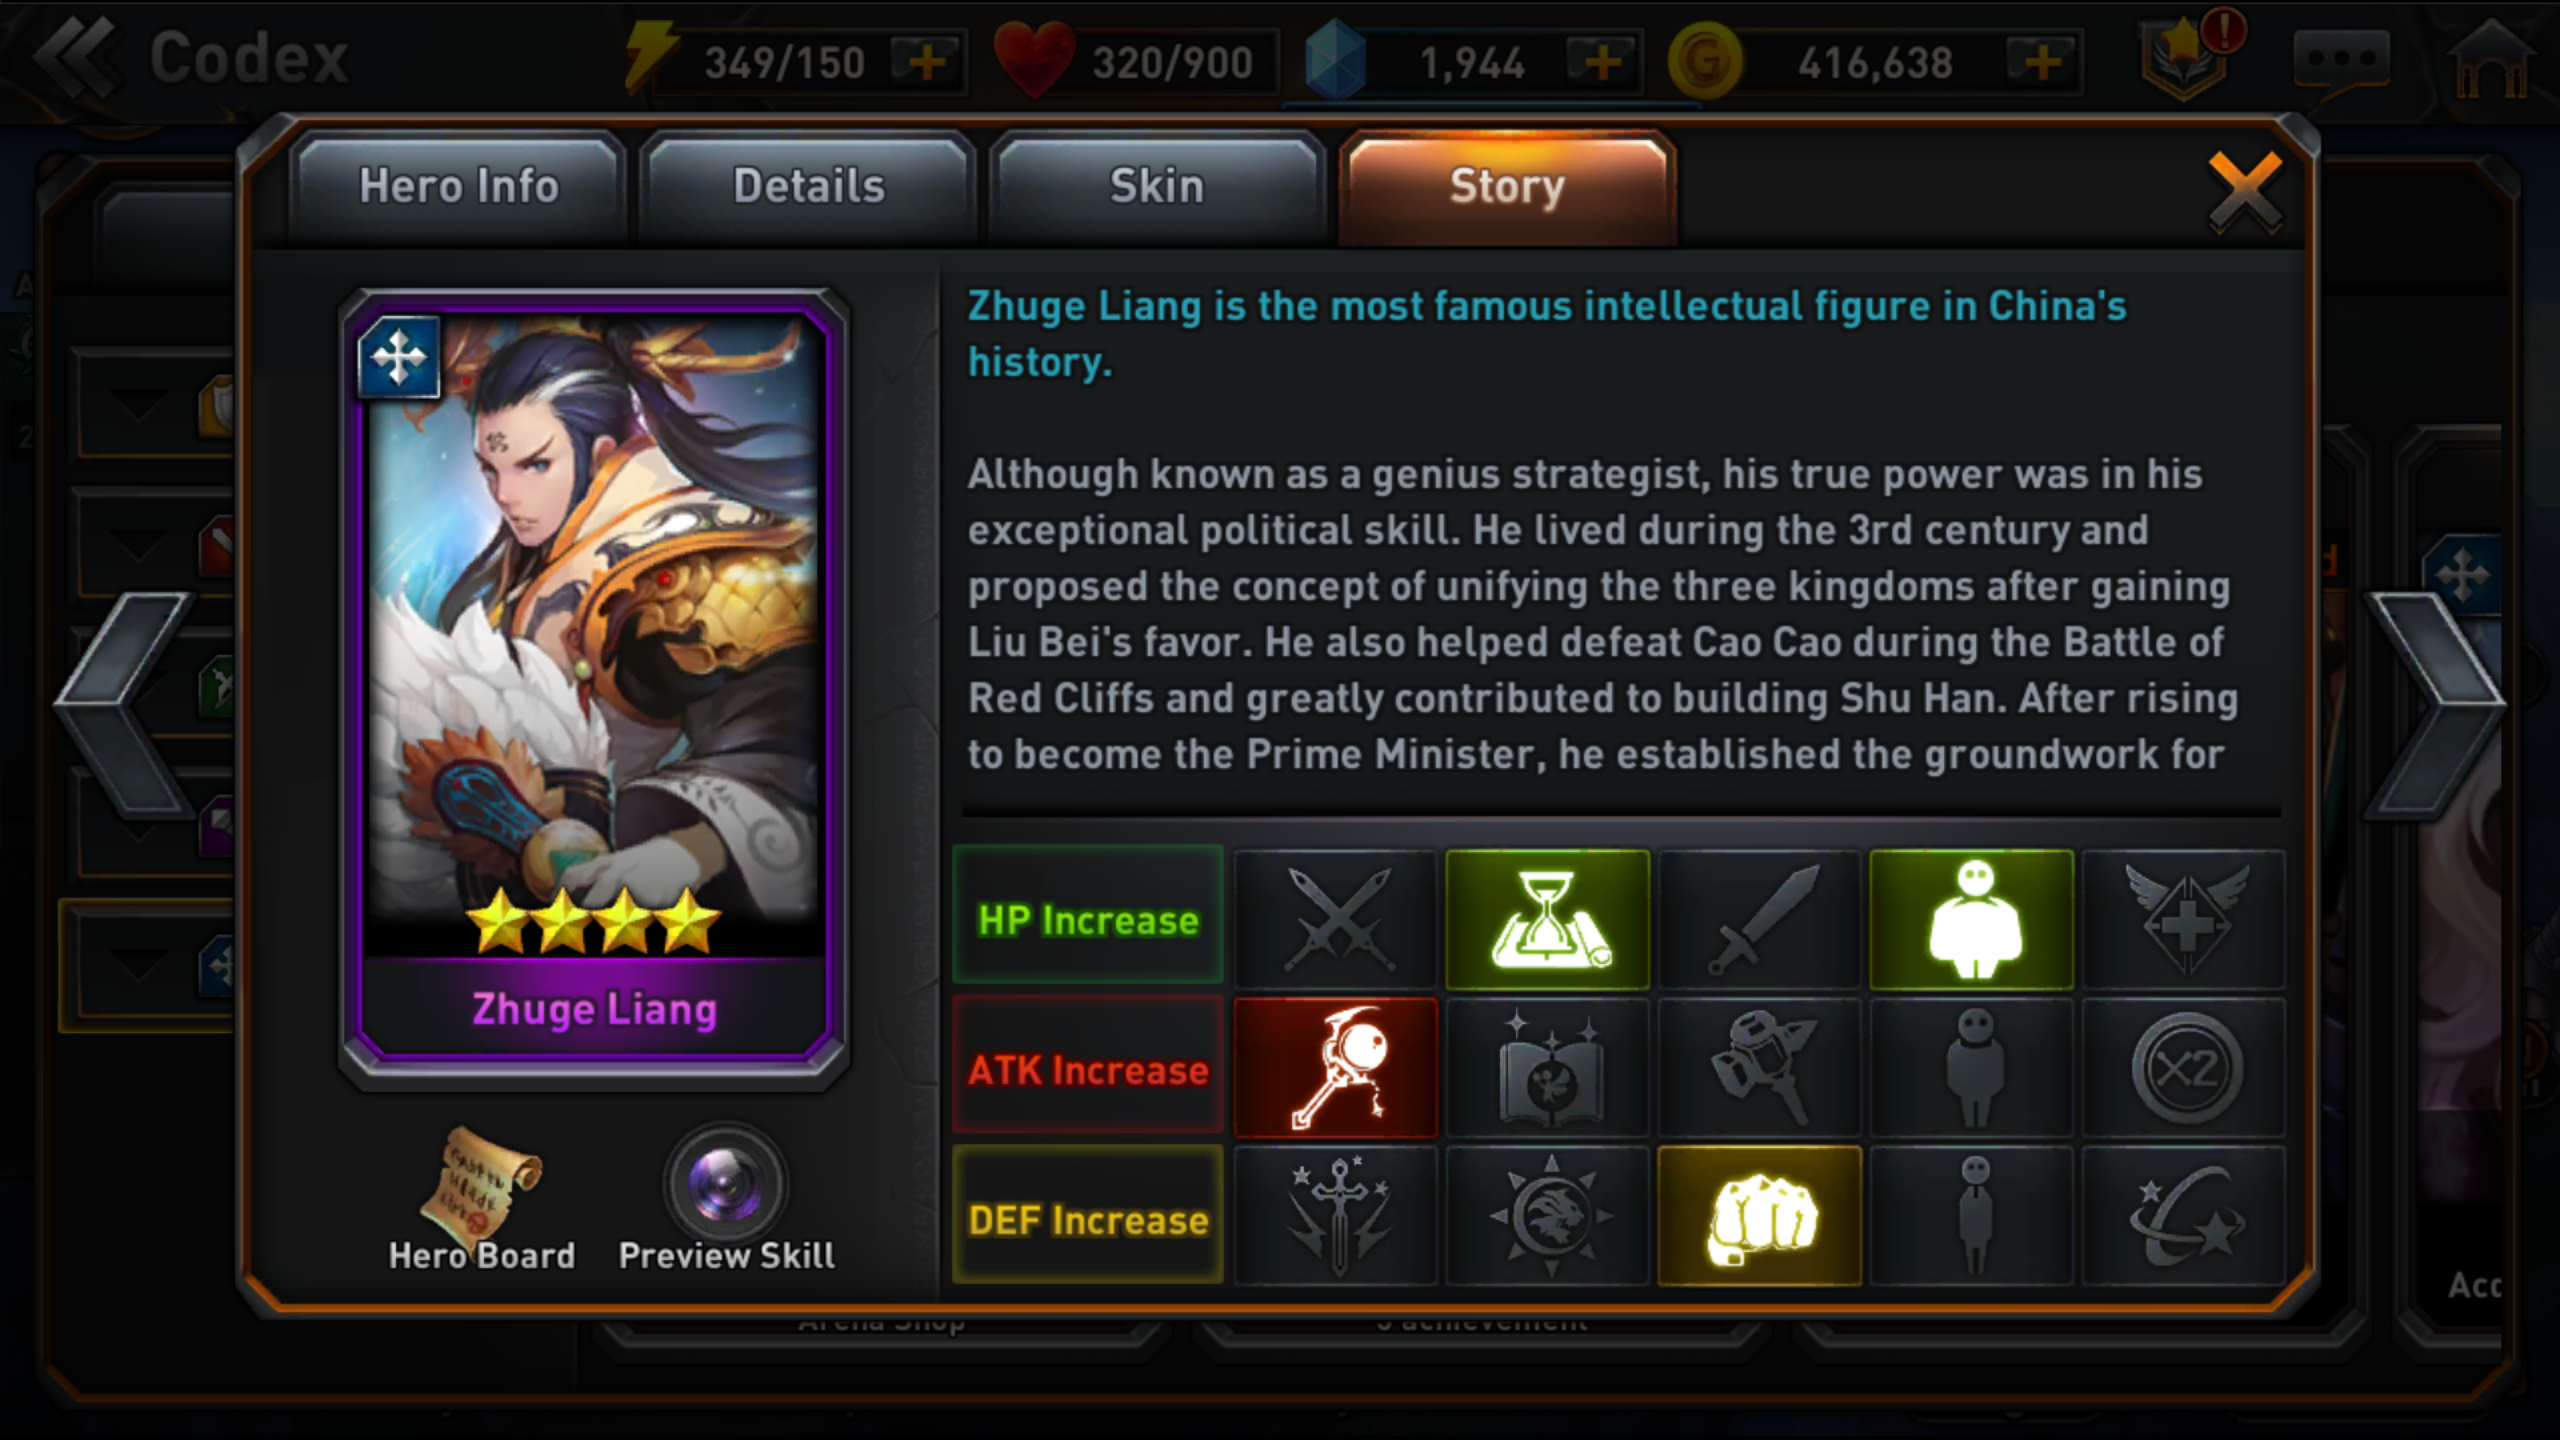 Codex
349/150
320/900
1,944
416,638
Hero Info
Details
Skin
Story
Zhuge Liang is the most famous intellectual figure in China's
history.
Although known as a genius strategist, his true power was in his
exceptional political skill. He lived during the 3rd century and
proposed the concept of unifying the three kingdoms after gaining
Liu Bei's favor. He also helped defeat Cao Cao during the Battle of
Red Cliffs and greatly contributed to building Shu Han. After rising
to become the Prime Minister, he established the groundwork for
Zhuge Liang
Hero Board
Preview Skill
HP Increase
ATK Increase
X2
DEF Increase
Arena Shop
achievement